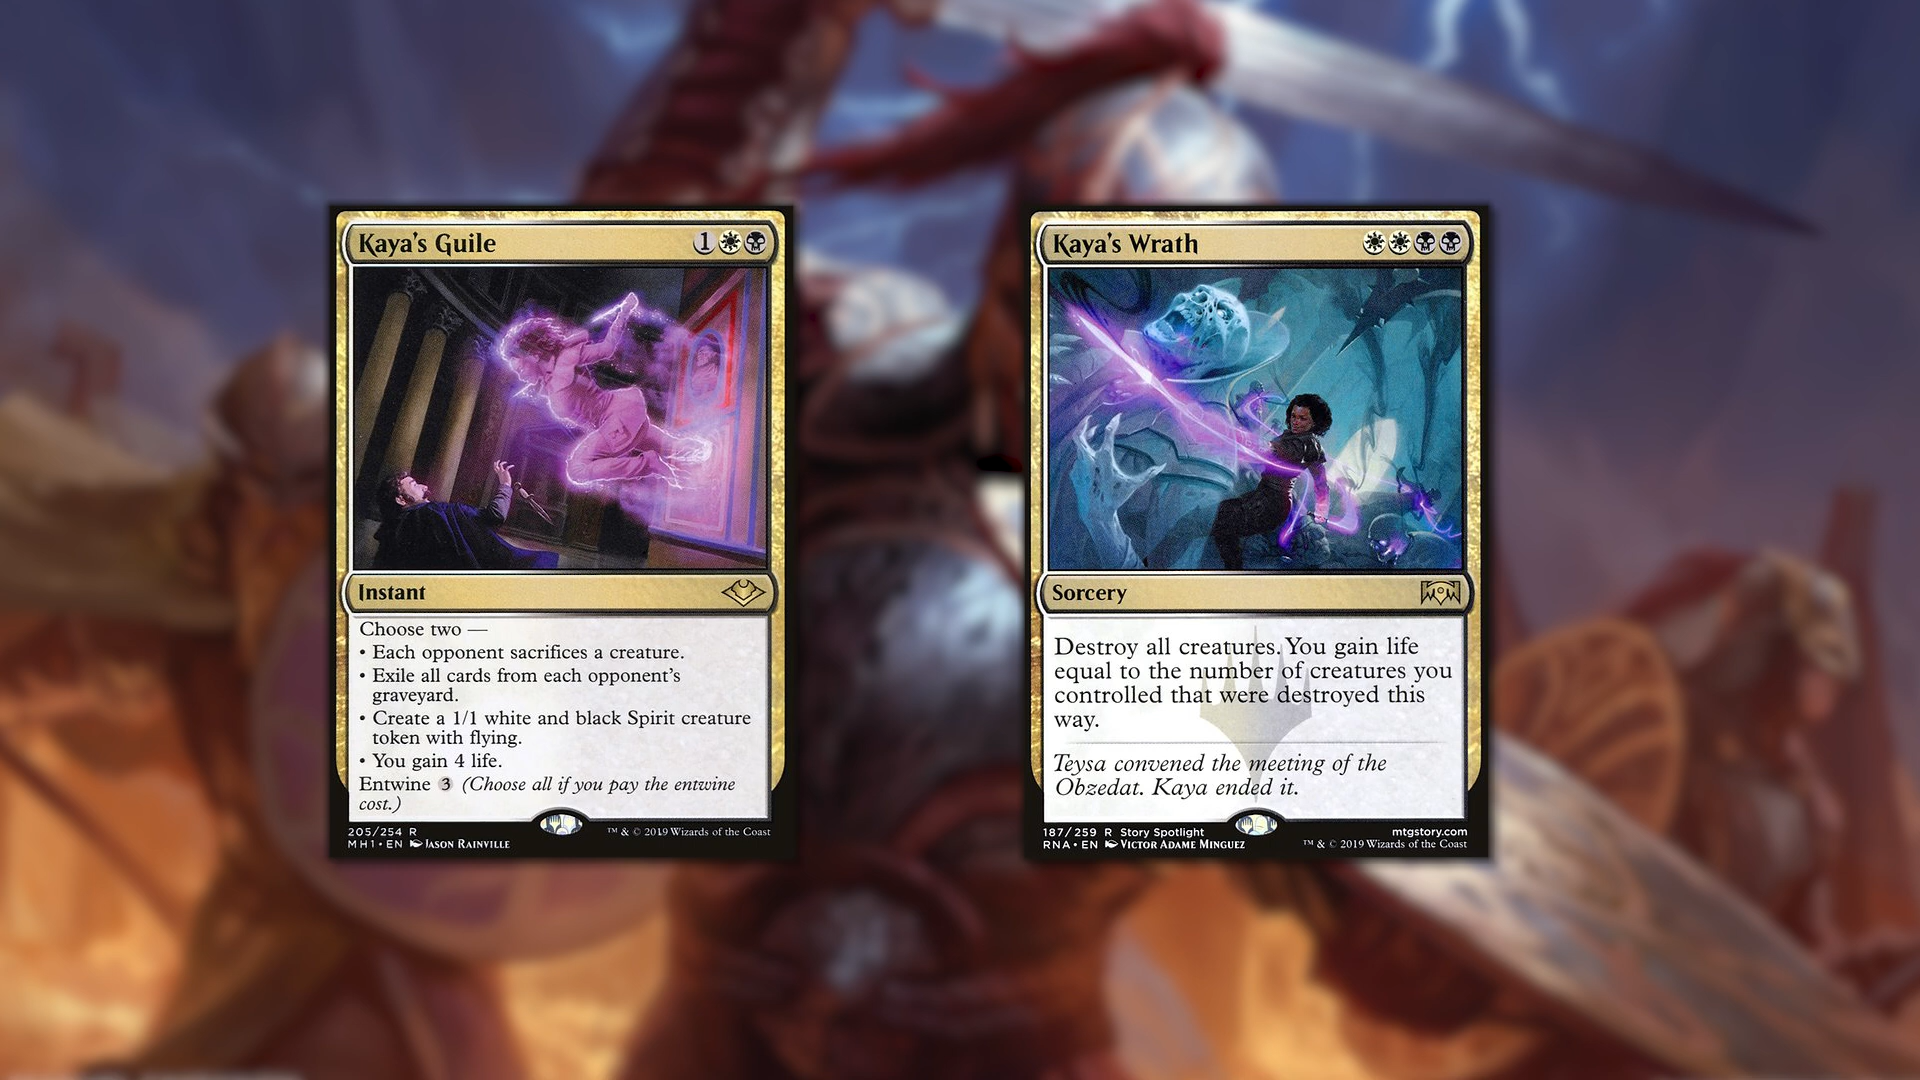 Kaya's Guile 1
Instant
Choose two —
• Each opponent sacrifices a creature.
• Exile all cards from each opponent's
graveyard.
• Create a 1/1 white and black Spirit creature
token with flying.
• You gain 4 life.
Entwine 3 (Choose all if you pay the entwine
cost.)
205/254 R
MH1 • EN Jason Rainville
™ & © 2019 Wizards of the Coast
Kaya's Wrath
Sorcery
Destroy all creatures. You gain life
equal to the number of creatures you
controlled that were destroyed this
way.
Teysa convened the meeting of the
Obzedat. Kaya ended it.
187/259 R Story Spotlight
RNA • EN Victor Adame Minguez
mtgstory.com
™ & © 2019 Wizards of the Coast